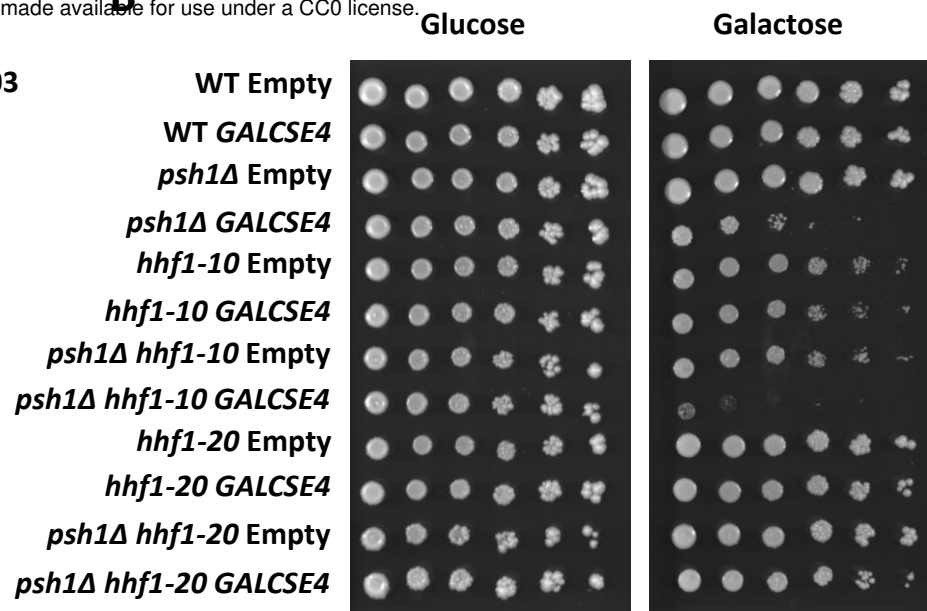 made available for use under a CC0 license.
Glucose Galactose
03 WT Empty
WT GALCSE4
psh1Δ Empty
psh1Δ GALCSE4
hhf1-10 Empty
hhf1-10 GALCSE4
psh1Δ hhf1-10 Empty
psh1Δ hhf1-10 GALCSE4
hhf1-20 Empty
hhf1-20 GALCSE4
psh1Δ hhf1-20 Empty
psh1Δ hhf1-20 GALCSE4